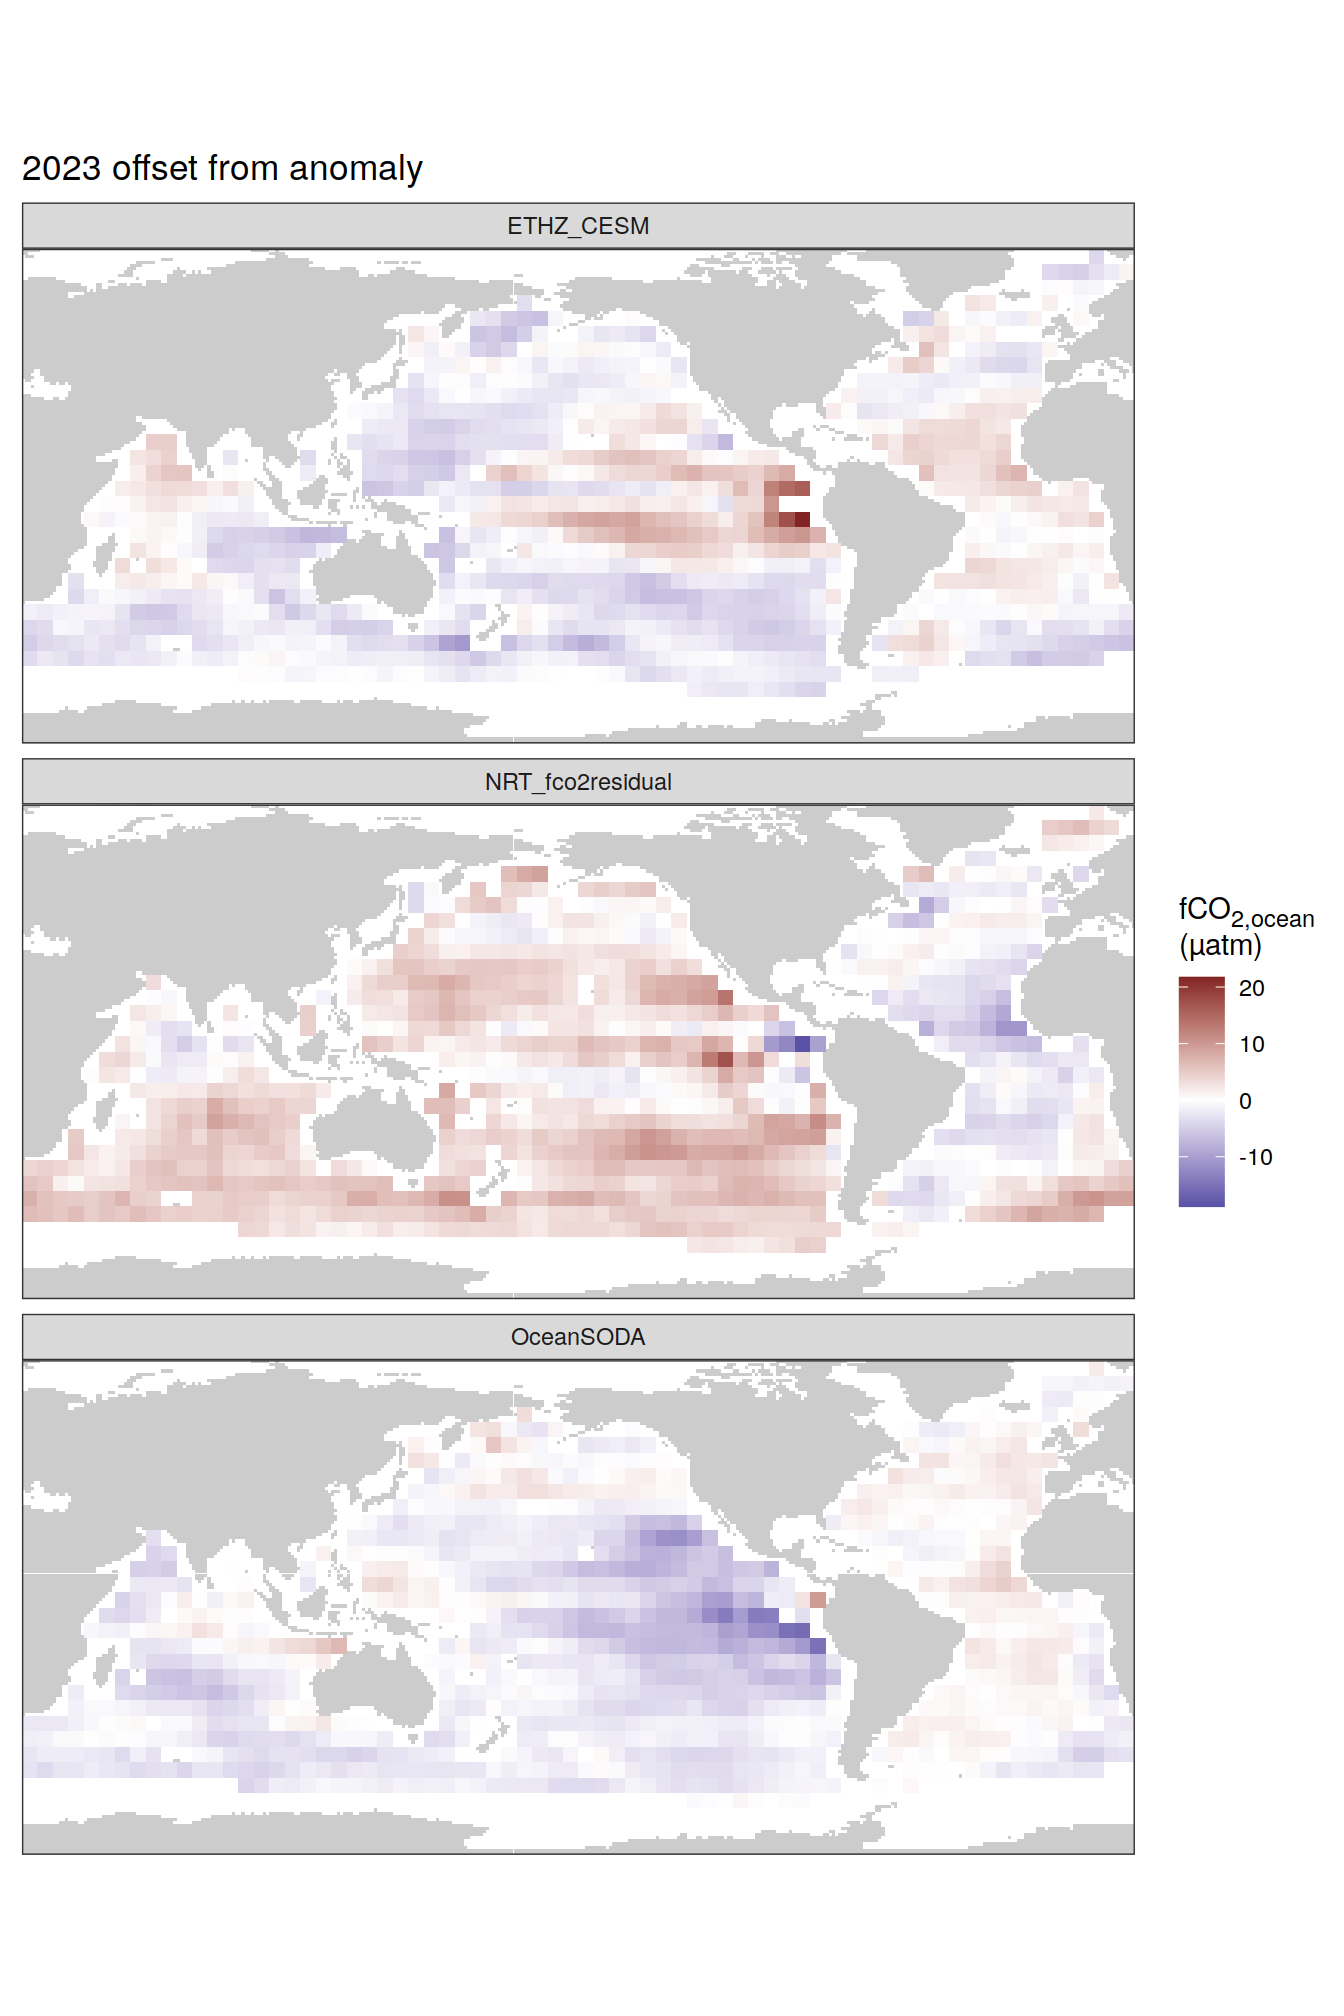 2023 offset from anomaly
ETHZ_CESM
NRT_fco2residual
fCO2,ocean
(µatm)
20
10
0
-10
OceanSODA